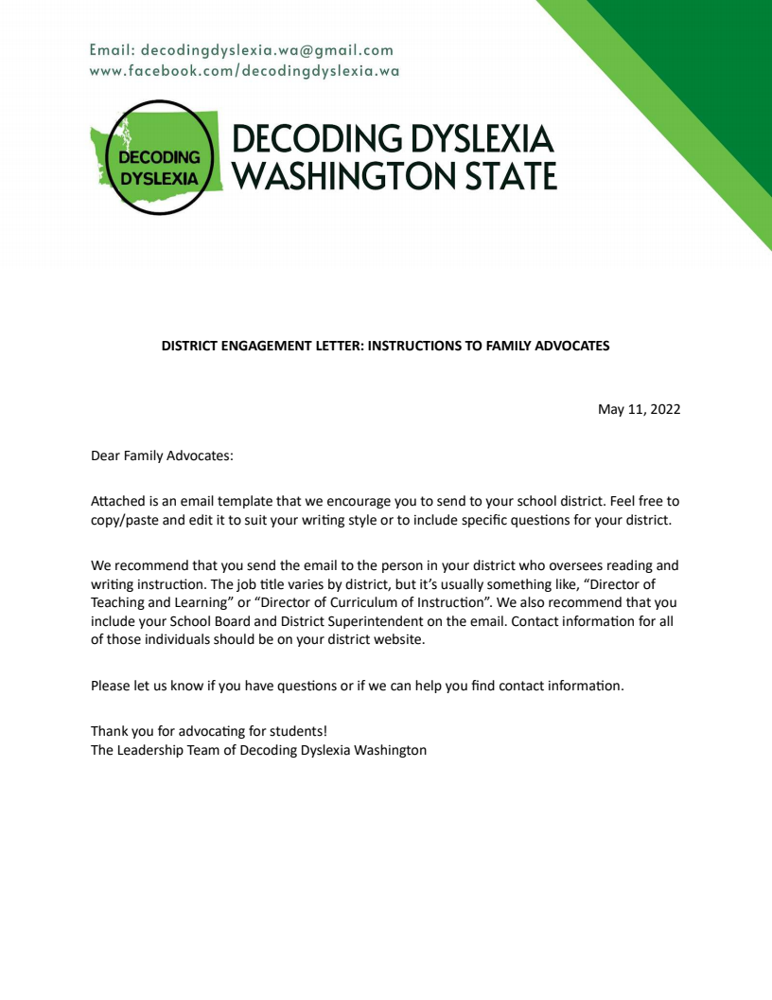 Email: decodingdyslexia.wa@gmail.com
www.facebook.com/decodingdyslexia.wa
DECODING
DYSLEXIA
DECODING DYSLEXIA
WASHINGTON STATE
DISTRICT ENGAGEMENT LETTER: INSTRUCTIONS TO FAMILY ADVOCATES
May 11, 2022
Dear Family Advocates:
Attached is an email template that we encourage you to send to your school district. Feel free to
copy/paste and edit it to suit your writing style or to include specific questions for your district.
We recommend that you send the email to the person in your district who oversees reading and
writing instruction. The job title varies by district, but it’s usually something like, “Director of
Teaching and Learning” or “Director of Curriculum of Instruction”. We also recommend that you
include your School Board and District Superintendent on the email. Contact information for all
of those individuals should be on your district website.
Please let us know if you have questions or if we can help you find contact information.
Thank you for advocating for students!
The Leadership Team of Decoding Dyslexia Washington